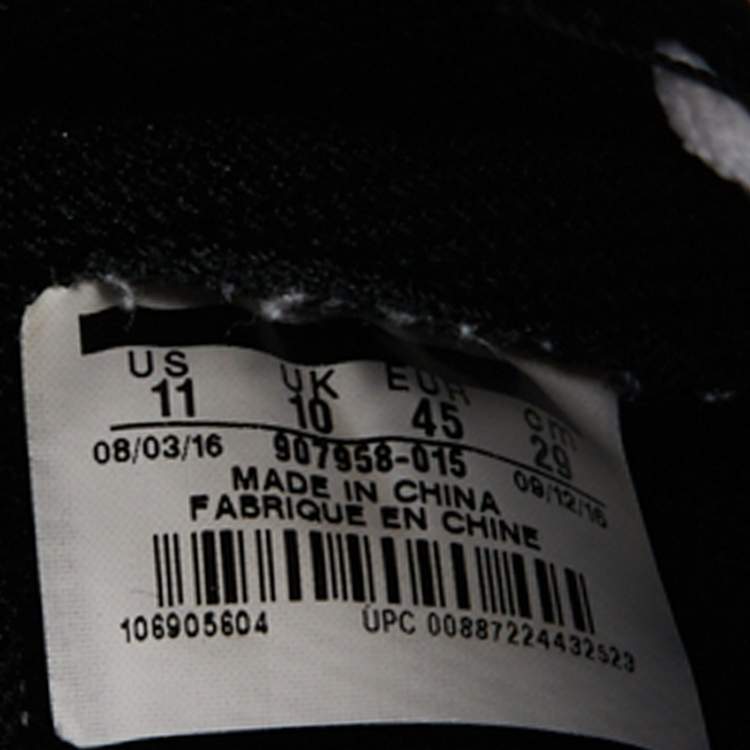 US UK EUR cm
11 10 45 29
08/03/16 907958-015 09/12/16
MADE IN CHINA
FABRIQUE EN CHINE
106905604 UPC 00887224432523